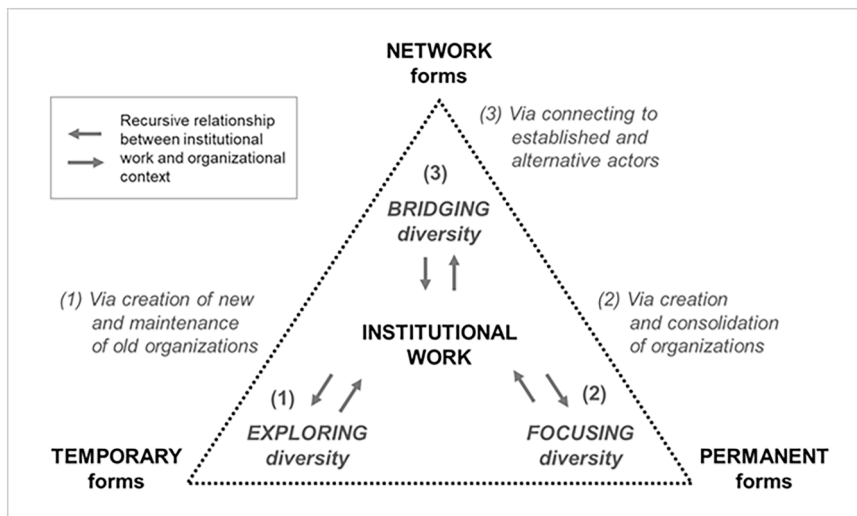 NETWORK
forms
Recursive relationship
between institutional
work and organizational
context
(3) Via connecting to
established and
alternative actors
(3)
BRIDGING
diversity
(1) Via creation of new
and maintenance
of old organizations
(2) Via creation
and consolidation
of organizations
INSTITUTIONAL
WORK
(1)
EXPLORING
diversity
(2)
FOCUSING
diversity
TEMPORARY
forms
PERMANENT
forms